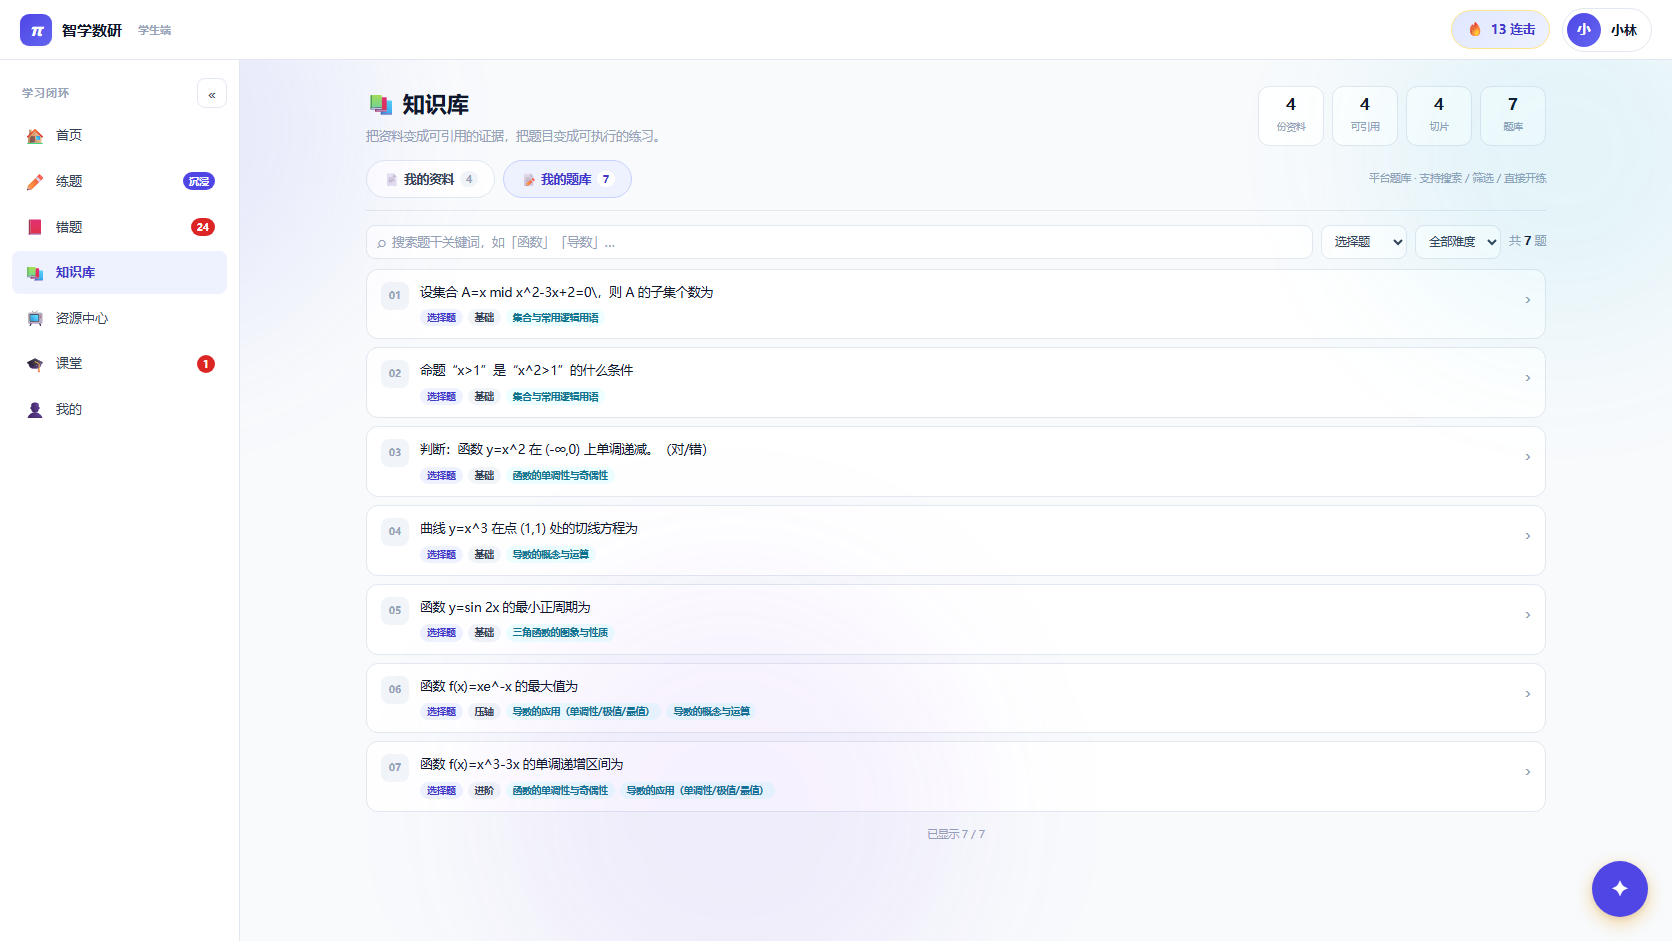 π 智学数研 学生端
13 连击 小 小林
学习闭环 «
首页
练题 沉浸
错题 24
知识库
资源中心
课堂 1
我的
知识库
把资料变成可引用的证据，把题目变成可执行的练习。
4 份资料
4 可引用
4 切片
7 题库
我的资料 4
我的题库 7
平台题库 · 支持搜索 / 筛选 / 直接开练
搜索题干关键词，如「函数」「导数」...
选择题
全部难度
共 7 题
01 设集合 A=x mid x^2-3x+2=0\，则 A 的子集个数为
选择题 基础 集合与常用逻辑用语
02 命题“x>1”是“x^2>1”的什么条件
选择题 基础 集合与常用逻辑用语
03 判断：函数 y=x^2 在 (-∞,0) 上单调递减。（对/错）
选择题 基础 函数的单调性与奇偶性
04 曲线 y=x^3 在点 (1,1) 处的切线方程为
选择题 基础 导数的概念与运算
05 函数 y=sin 2x 的最小正周期为
选择题 基础 三角函数的图象与性质
06 函数 f(x)=xe^-x 的最大值为
选择题 压轴 导数的应用（单调性/极值/最值） 导数的概念与运算
07 函数 f(x)=x^3-3x 的单调递增区间为
选择题 进阶 函数的单调性与奇偶性 导数的应用（单调性/极值/最值）
已显示 7 / 7